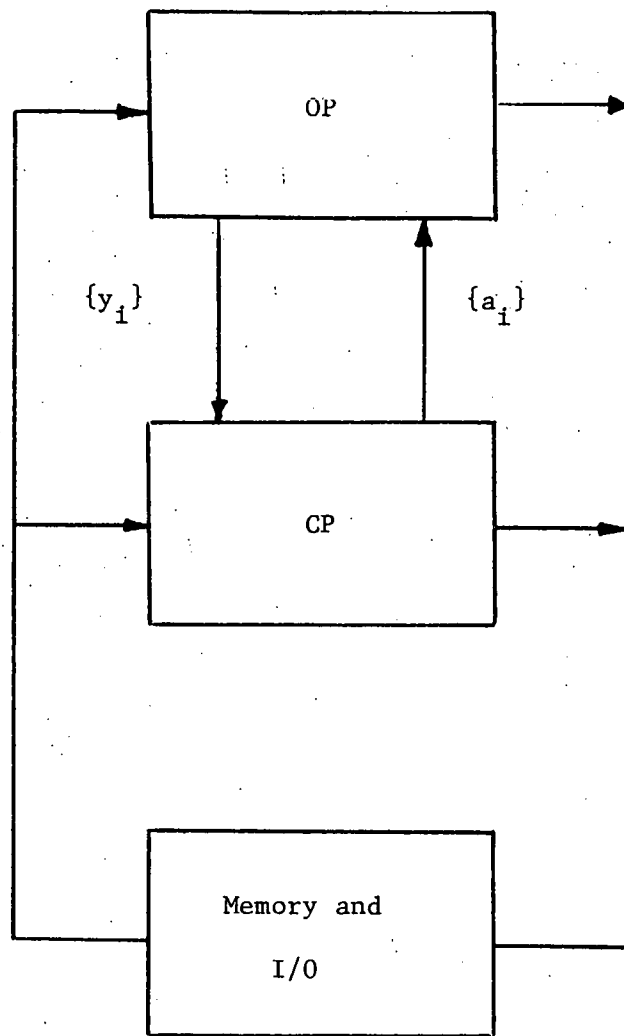 OP
{y_i}
{a_i}
CP
Memory and
I/O